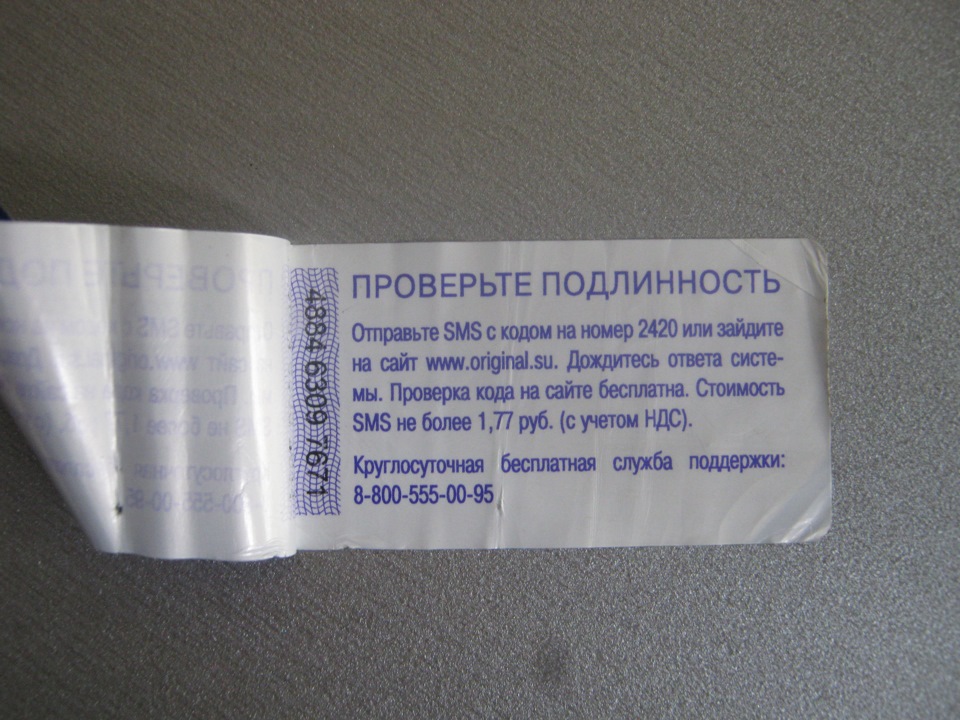 ПРОВЕРЬТЕ ПОДЛИННОСТЬ
Отправьте SMS с кодом на номер 2420 или зайдите
на сайт www.original.su. Дождитесь ответа систе-
мы. Проверка кода на сайте бесплатна. Стоимость
SMS не более 1,77 руб. (с учетом НДС).
Круглосуточная бесплатная служба поддержки:
8-800-555-00-95
4884 6309 7671